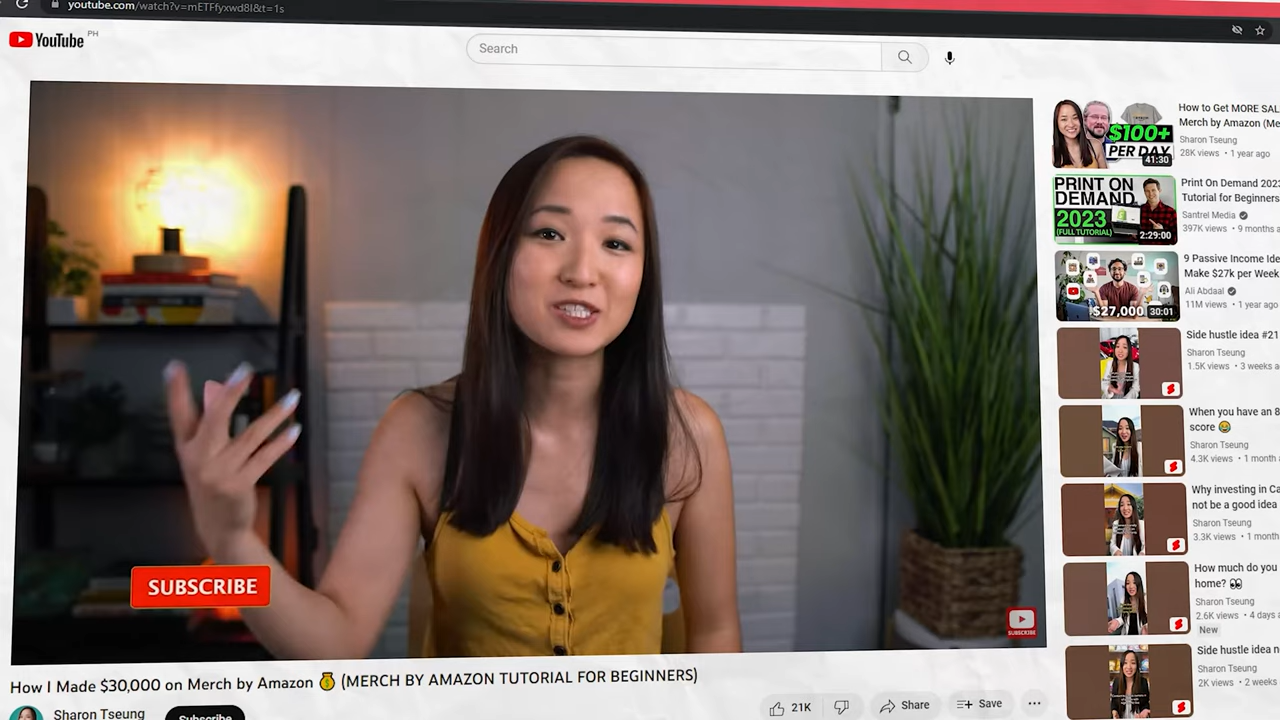 youtube.com/watch?v=mETFfyxwd8I&t=1s
YouTube PH
Search
SUBSCRIBE
SUBSCRIBE
How I Made $30,000 on Merch by Amazon 💰 (MERCH BY AMAZON TUTORIAL FOR BEGINNERS)
Sharon Tseung
Subscribe
21K
Share
Save
$100+
PER DAY
41:30
How to Get MORE SAL
Merch by Amazon (Me
Sharon Tseung
28K views • 1 year ago
PRINT ON
DEMAND
2023
(FULL TUTORIAL)
2:29:00
Print On Demand 202
Tutorial for Beginners
Santrel Media
397K views • 9 months a
$27,000
30:01
9 Passive Income Ide
Make $27k per Week
Ali Abdaal
11M views • 1 year ago
Side hustle idea #21
Sharon Tseung
1.5K views • 3 weeks a
When you have an 8
score 😂
Sharon Tseung
4.3K views • 1 month a
Why investing in Ca
not be a good idea
Sharon Tseung
3.3K views • 1 month
How much do you
home? 👀
Sharon Tseung
2.6K views • 4 days a
New
Side hustle idea n
Sharon Tseung
2K views • 2 weeks